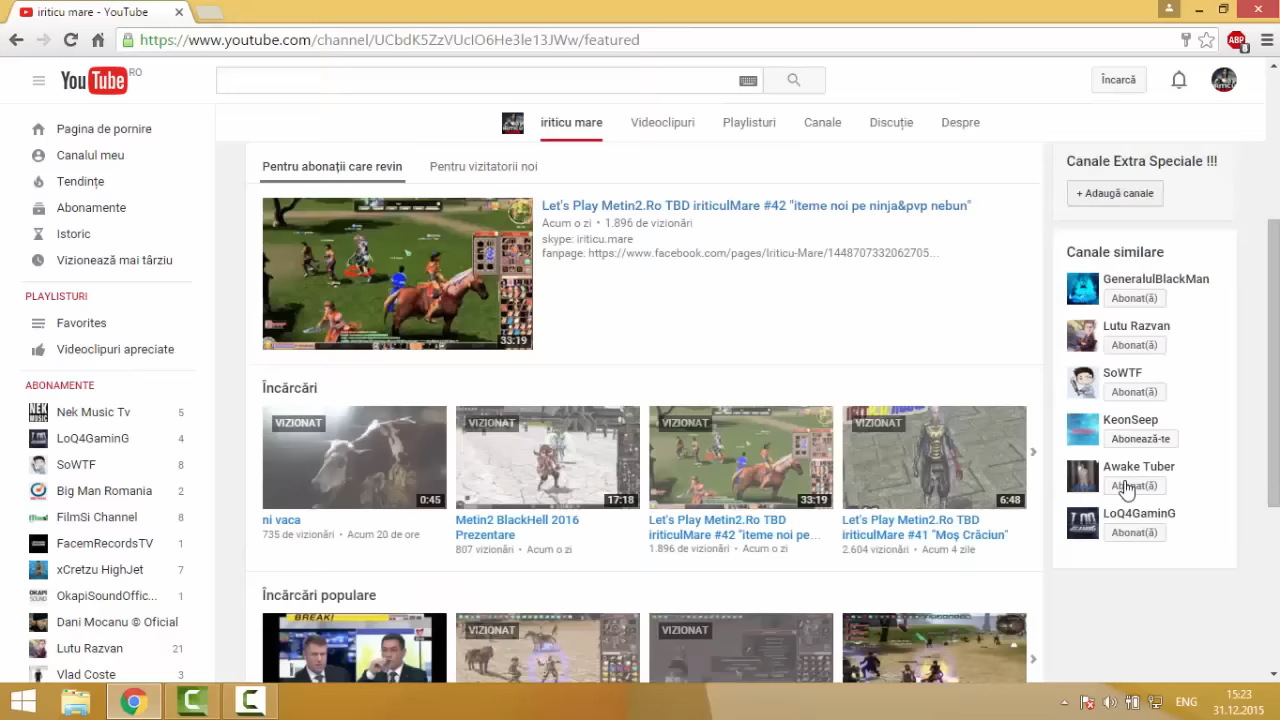 iriticu mare - YouTube
https://www.youtube.com/channel/UCbdK5ZzVUcIO6He3le13JWw/featured
ABP
YouTube RO
Încarcă
iriticu mare
Videoclipuri
Playlisturi
Canale
Discuție
Despre
Pagina de pornire
Canalul meu
Tendințe
Abonamente
Istoric
Vizionează mai târziu
PLAYLISTURI
Favorites
Videoclipuri apreciate
ABONAMENTE
Nek Music Tv 5
LoQ4GaminG 4
SoWTF 8
Big Man Romania 2
FilmSi Channel 8
FacemRecordsTV 1
xCretzu HighJet 7
OkapiSoundOffic... 1
Dani Mocanu © Oficial
Lutu Razvan 21
Vlad Coste 3
Pentru abonații care revin
Pentru vizitatorii noi
33:19
Let's Play Metin2.Ro TBD iriticulMare #42 "iteme noi pe ninja&pvp nebun"
Acum o zi • 1.896 de vizionări
skype: iriticu.mare
fanpage: https://www.facebook.com/pages/Iriticu-Mare/1448707332062705...
Încărcări
VIZIONAT
0:45
ni vaca
735 de vizionări • Acum 20 de ore
VIZIONAT
17:18
Metin2 BlackHell 2016
Prezentare
807 vizionări • Acum o zi
VIZIONAT
33:19
Let's Play Metin2.Ro TBD
iriticulMare #42 "iteme noi pe...
1.896 de vizionări • Acum o zi
VIZIONAT
6:48
Let's Play Metin2.Ro TBD
iriticulMare #41 "Moș Crăciun"
2.604 vizionări • Acum 4 zile
Încărcări populare
BREAK!
VIZIONAT
VIZIONAT
Canale Extra Speciale !!!
+ Adaugă canale
Canale similare
GeneralulBlackMan
Abonat(ă)
Lutu Razvan
Abonat(ă)
SoWTF
Abonat(ă)
KeonSeep
Abonează-te
Awake Tuber
Abonat(ă)
LoQ4GaminG
Abonat(ă)
ENG
15:23
31.12.2015